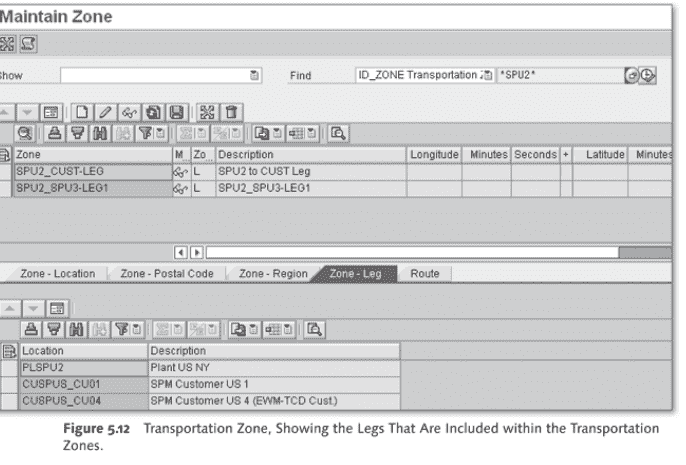 Maintain Zone
Show Find ID_ZONE Transportation *SPU2*
Zone M... Zo... Description Longitude Minutes Seconds + Latitude Minutes
SPU2_CUST-LEG L SPU2 to CUST Leg
SPU2_SPU3-LEG1 L SPU2_SPU3-LEG1
Zone - Location Zone - Postal Code Zone - Region Zone - Leg Route
Location Description
PLSPU2 Plant US NY
CUSPUS_CU01 SPM Customer US 1
CUSPUS_CU04 SPM Customer US 4 (EWM-TCD Cust.)
Figure 5.12 Transportation Zone, Showing the Legs That Are Included within the Transportation
Zones.